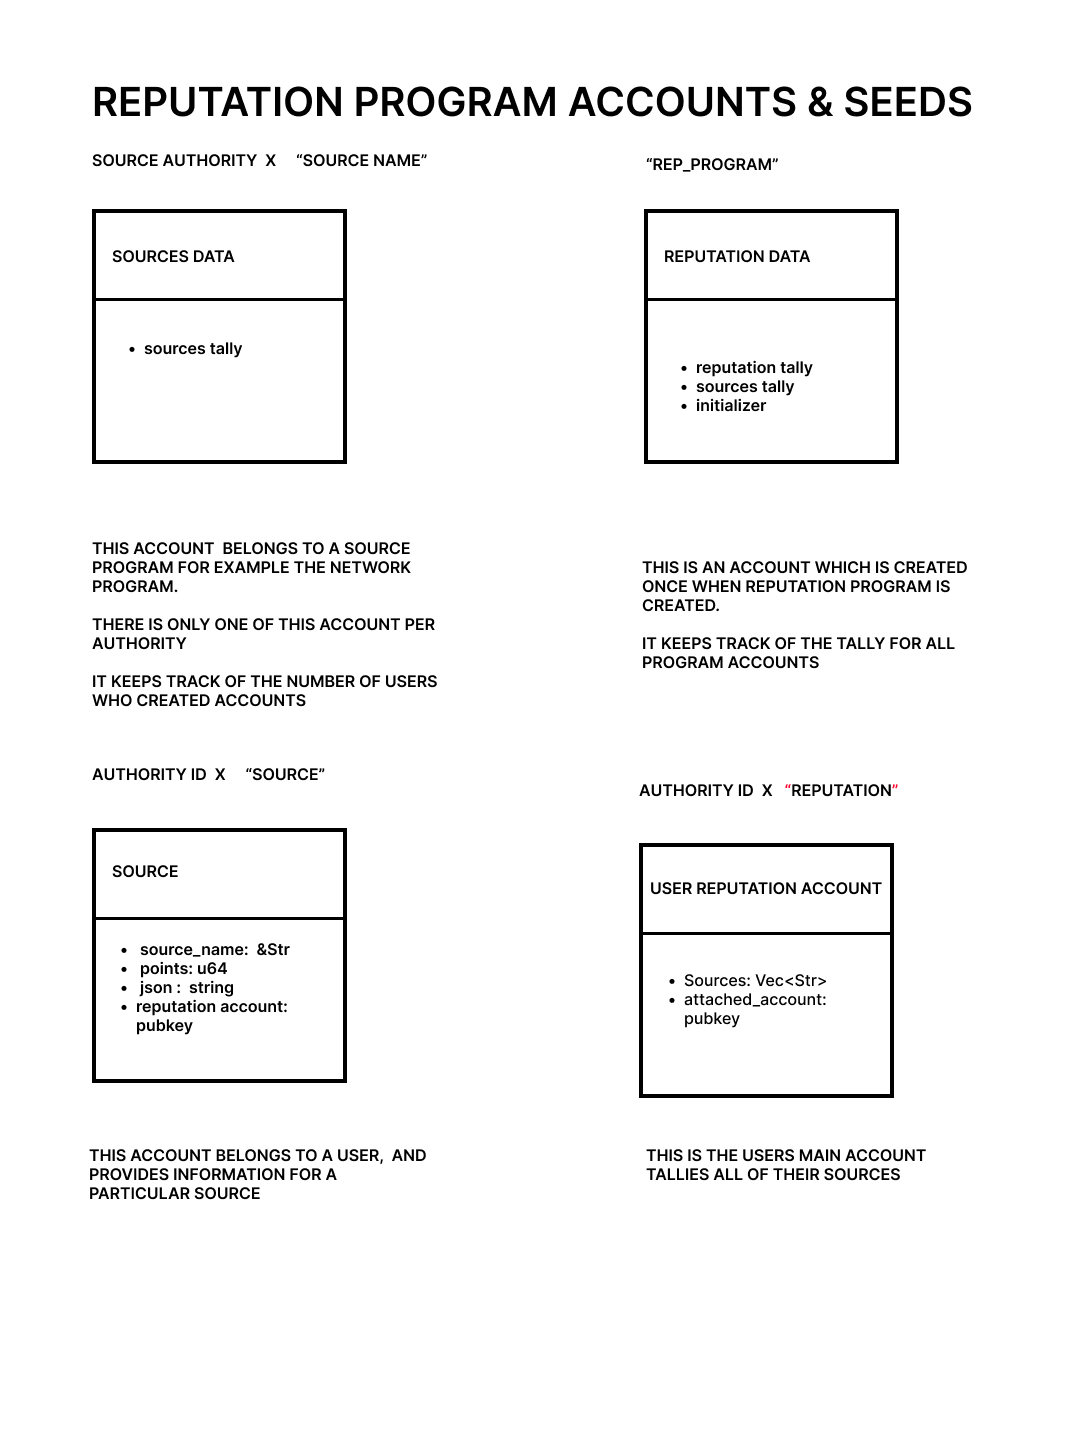 REPUTATION PROGRAM ACCOUNTS & SEEDS
SOURCE AUTHORITY X “SOURCE NAME”
SOURCES DATA
• sources tally
THIS ACCOUNT BELONGS TO A SOURCE
PROGRAM FOR EXAMPLE THE NETWORK
PROGRAM.
THERE IS ONLY ONE OF THIS ACCOUNT PER
AUTHORITY
IT KEEPS TRACK OF THE NUMBER OF USERS
WHO CREATED ACCOUNTS
“REP_PROGRAM”
REPUTATION DATA
• reputation tally
• sources tally
• initializer
THIS IS AN ACCOUNT WHICH IS CREATED
ONCE WHEN REPUTATION PROGRAM IS
CREATED.
IT KEEPS TRACK OF THE TALLY FOR ALL
PROGRAM ACCOUNTS
AUTHORITY ID X “SOURCE”
SOURCE
• source_name: &Str
• points: u64
• json : string
• reputation account:
pubkey
THIS ACCOUNT BELONGS TO A USER, AND
PROVIDES INFORMATION FOR A
PARTICULAR SOURCE
AUTHORITY ID X “REPUTATION”
USER REPUTATION ACCOUNT
• Sources: Vec<Str>
• attached_account:
pubkey
THIS IS THE USERS MAIN ACCOUNT
TALLIES ALL OF THEIR SOURCES